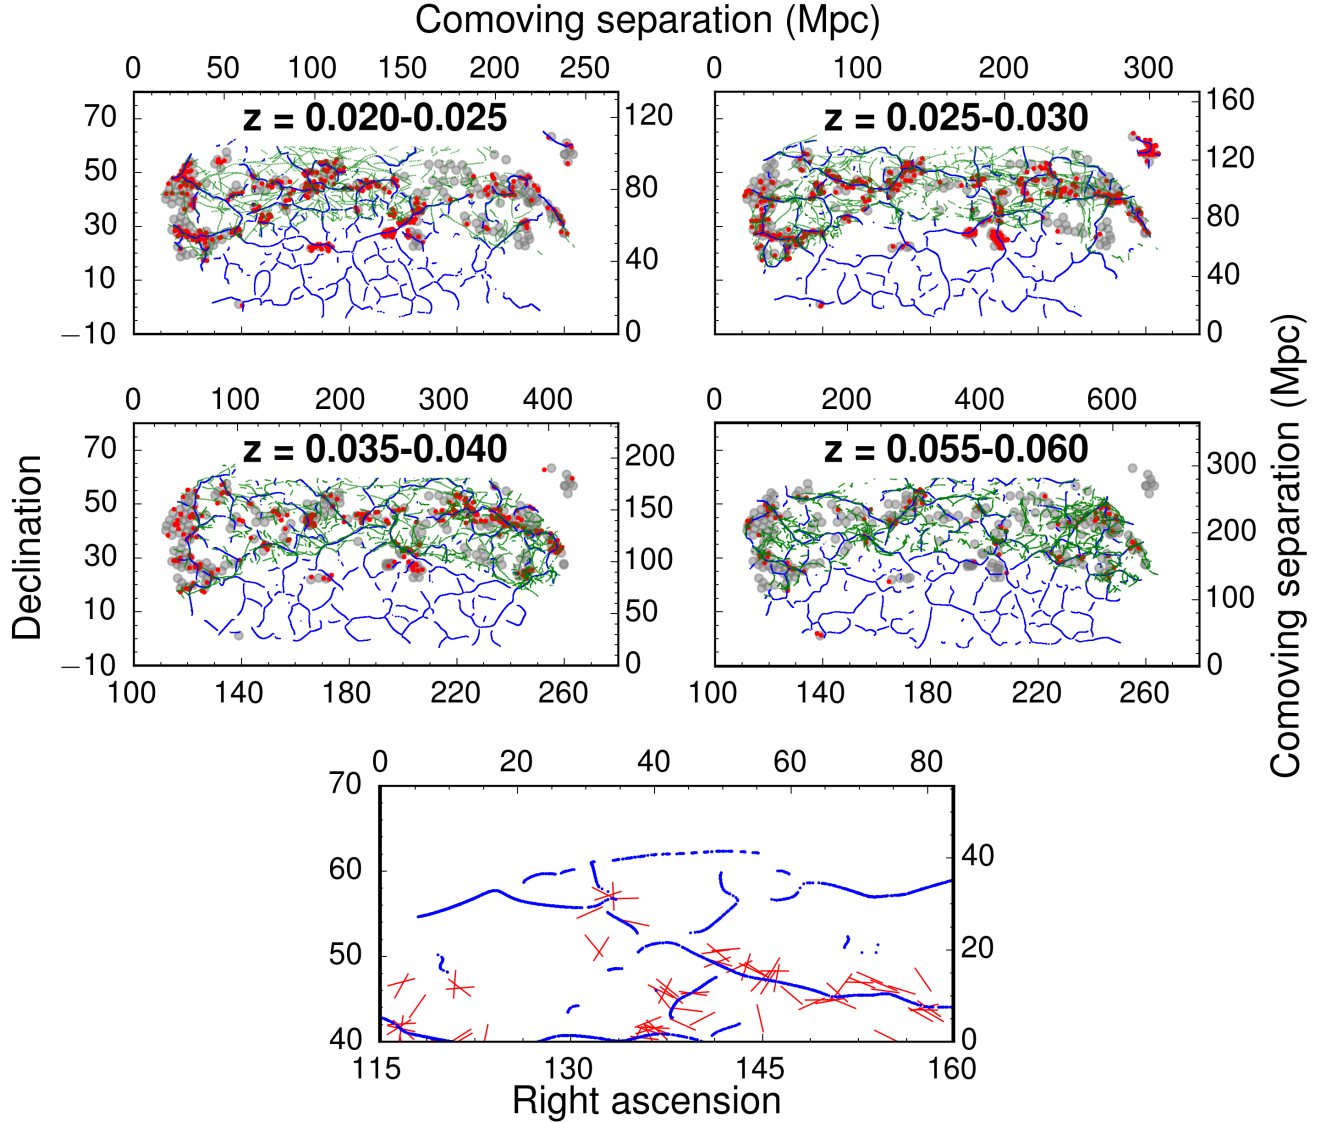 Comoving separation (Mpc)
0 50 100 150 200 250
0 100 200 300
70 50 30 10 −10
z = 0.020-0.025
120 80 40 0
z = 0.025-0.030
160 120 80 40 0
0 100 200 300 400
0 200 400 600
70 50 30 10 −10
z = 0.035-0.040
200 150 100 50 0
z = 0.055-0.060
300 200 100 0
100 140 180 220 260
100 140 180 220 260
Declination
Comoving separation (Mpc)
0 20 40 60 80
70 60 50 40
40 20 0
115 130 145 160
Right ascension